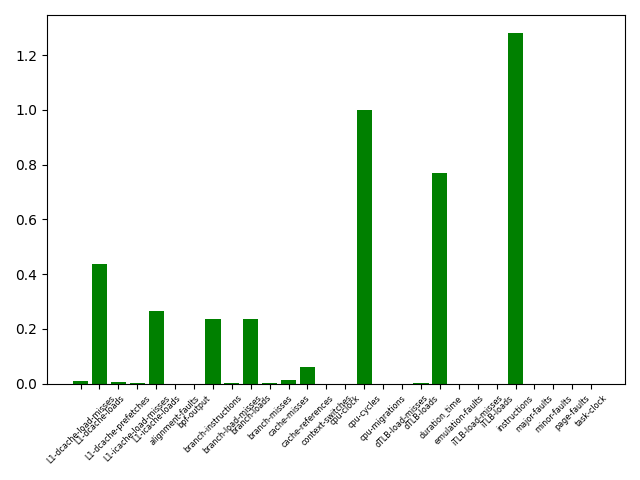 1.2
1.0
0.8
0.6
0.4
0.2
0.0
L1-dcache-load-misses
L1-dcache-loads
L1-dcache-prefetches
L1-icache-load-misses
L1-icache-loads
alignment-faults
bpf-output
branch-instructions
branch-load-misses
branch-loads
branch-misses
cache-misses
cache-references
context-switches
cpu-clock
cpu-cycles
cpu-migrations
dTLB-load-misses
dTLB-loads
duration_time
emulation-faults
iTLB-load-misses
iTLB-loads
instructions
major-faults
minor-faults
page-faults
task-clock